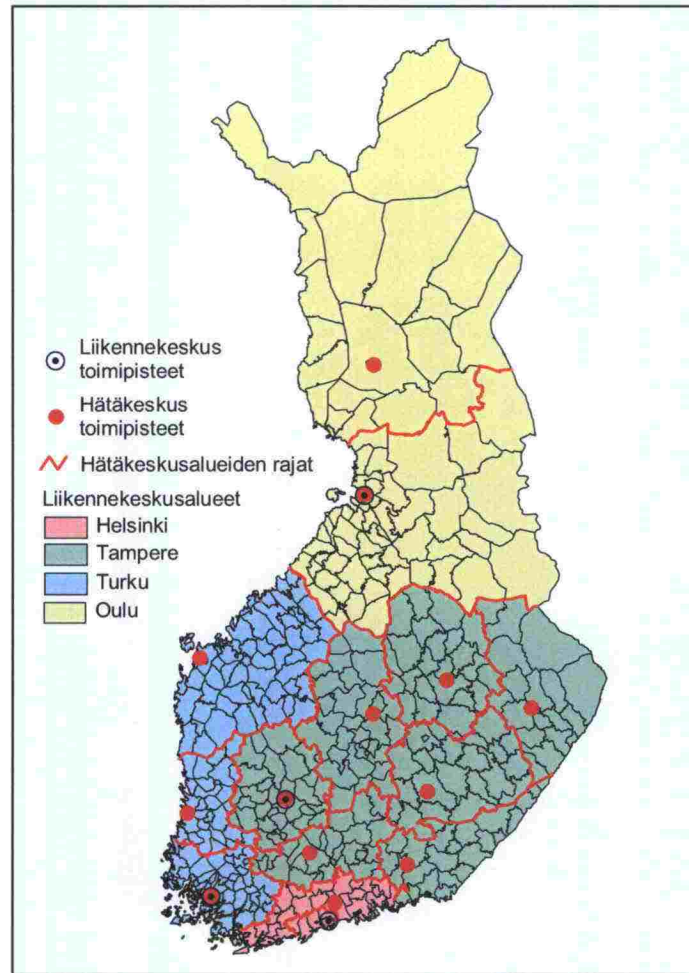 Liikennekeskus
toimipisteet
Hätäkeskus
toimipisteet
Hätäkeskusalueiden rajat
Liikennekeskusalueet
Helsinki
Tampere
Turku
Oulu